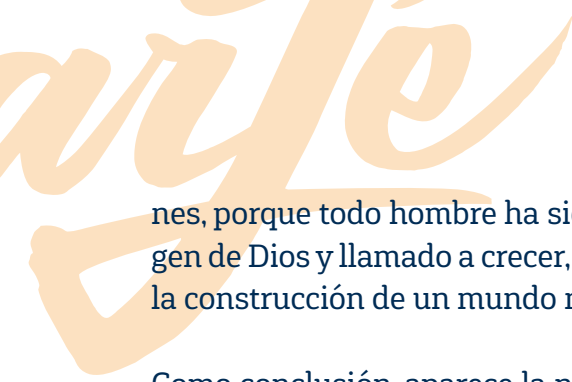 arte
nes, porque todo hombre ha
gen de Dios y llamado a crecer,
la construcción de un mundo
Como conclusión, aparece la